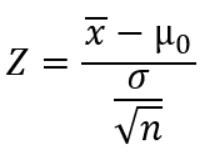 Z = (x̅ − μ₀) / (σ / √n)